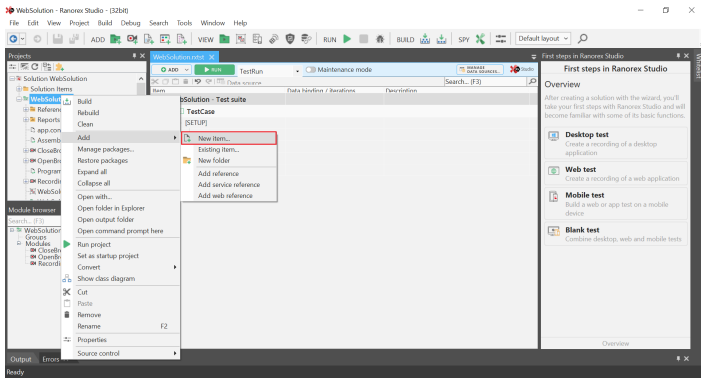 WebSolution - Ranorex Studio - (32bit)
File Edit View Project Build Debug Search Tools Window Help
ADD VIEW RUN BUILD SPY Default layout
Projects
Solution WebSolution
Solution Items
WebSolut
Referenc
Reports
app.con
Assemb
CloseBro
OpenBro
Program
Recordi
WebSol
Module browser
Search... (F3)
WebSolution
Groups
Modules
CloseBr
OpenBr
Recordi
Build
Rebuild
Clean
Add
Manage packages...
Restore packages
Expand all
Collapse all
Open with...
Open folder in Explorer
Open output folder
Open command prompt here
Run project
Set as startup project
Convert
Show class diagram
Cut
Paste
Remove
Rename F2
Properties
Source control
New item...
Existing item...
New folder
Add reference
Add service reference
Add web reference
WebSolution.rxtst
ADD RUN TestRun Maintenance mode MANAGE DATA SOURCES... Studio
Data source Search... (F3)
Item Data binding / iterations Description
bSolution - Test suite
TestCase
[SETUP]
First steps in Ranorex Studio
First steps in Ranorex Studio
Overview
After creating a solution with the wizard, you'll
take your first steps with Ranorex Studio and will
become familiar with some of its basic functions.
Desktop test
Create a recording of a desktop
application
Web test
Create a recording of a web application
Mobile test
Build a web or app test on a mobile
device
Blank test
Combine desktop, web and mobile tests
Overview
Whitelist
Output Errors
Ready